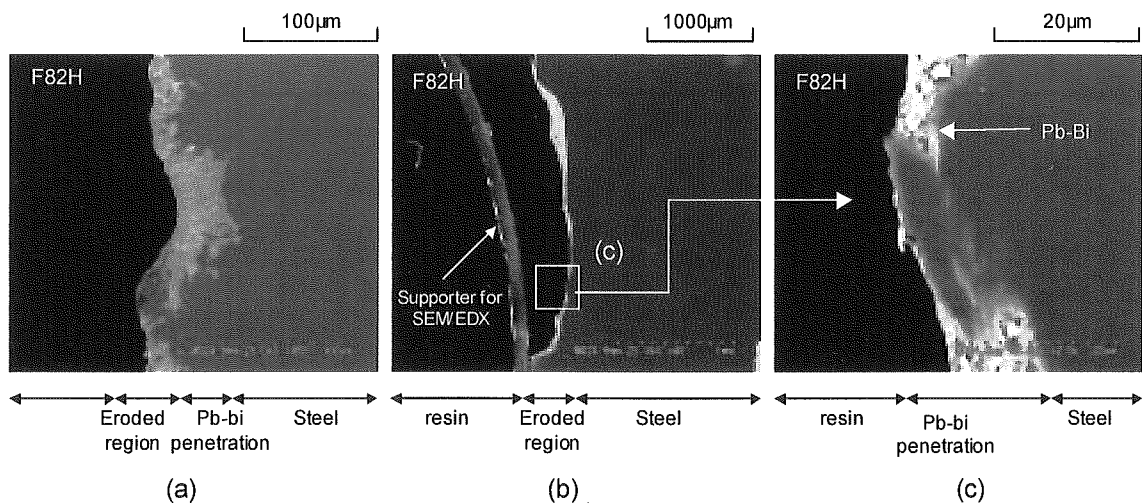 100µm
1000µm
20µm
F82H
F82H
F82H
Pb-Bi
(c)
Supporter for
SEM/EDX
Eroded
region
Pb-bi
penetration
Steel
resin
Eroded
region
Steel
resin
Pb-bi
penetration
Steel
(a)
(b)
(c)